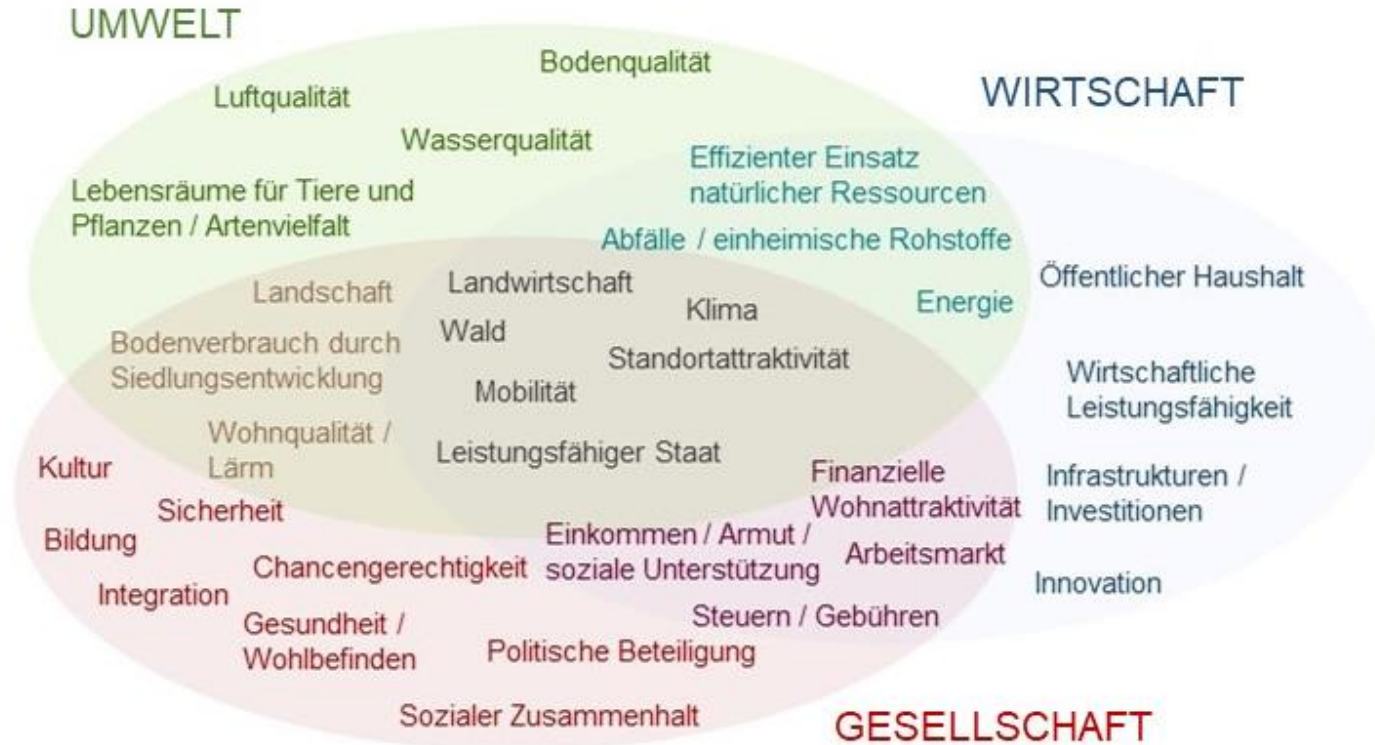 UMWELT
Bodenqualität
Luftqualität
WIRTSCHAFT
Wasserqualität
Effizienter Einsatz
natürlicher Ressourcen
Lebensräume für Tiere und
Pflanzen / Artenvielfalt
Abfälle / einheimische Rohstoffe
Landschaft
Landwirtschaft
Klima
Energie
Öffentlicher Haushalt
Wald
Bodenverbrauch durch
Siedlungsentwicklung
Standortattraktivität
Mobilität
Wirtschaftliche
Leistungsfähigkeit
Wohnqualität /
Lärm
Leistungsfähiger Staat
Kultur
Finanzielle
Wohnattraktivität
Infrastrukturen /
Investitionen
Sicherheit
Bildung
Einkommen / Armut /
soziale Unterstützung
Arbeitsmarkt
Chancengerechtigkeit
Innovation
Integration
Steuern / Gebühren
Gesundheit /
Wohlbefinden
Politische Beteiligung
Sozialer Zusammenhalt
GESELLSCHAFT